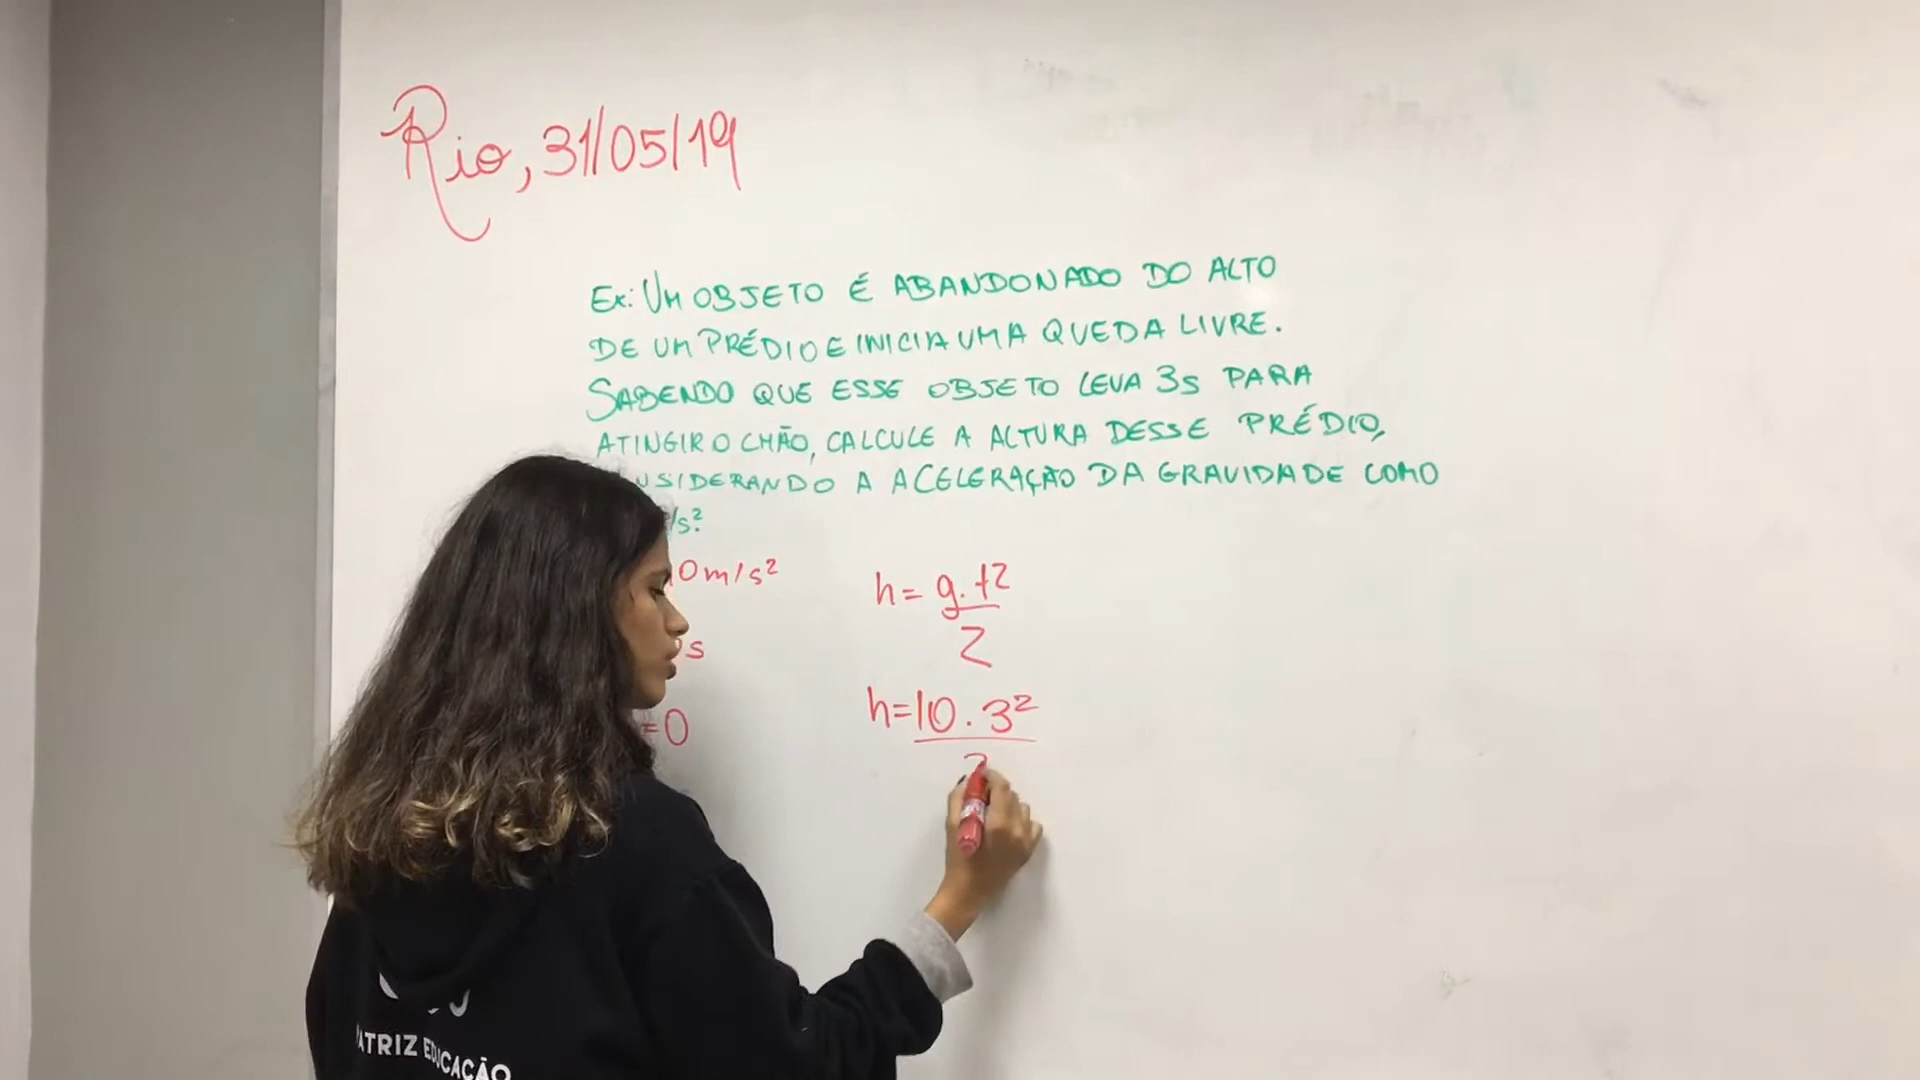 Rio, 31/05/19
Ex: UM OBJETO É ABANDONADO DO ALTO
DE UM PRÉDIO E INICIA UMA QUEDA LIVRE.
SABENDO QUE ESSE OBJETO LEVA 3s PARA
ATINGIR O CHÃO, CALCULE A ALTURA DESSE PRÉDIO,
NSIDERANDO A ACELERAÇÃO DA GRAVIDADE COMO
/s².
10m/s²
s
=0
h= g.t²
2
h=10.3²
2
ATRIZ EDUCAÇÃO